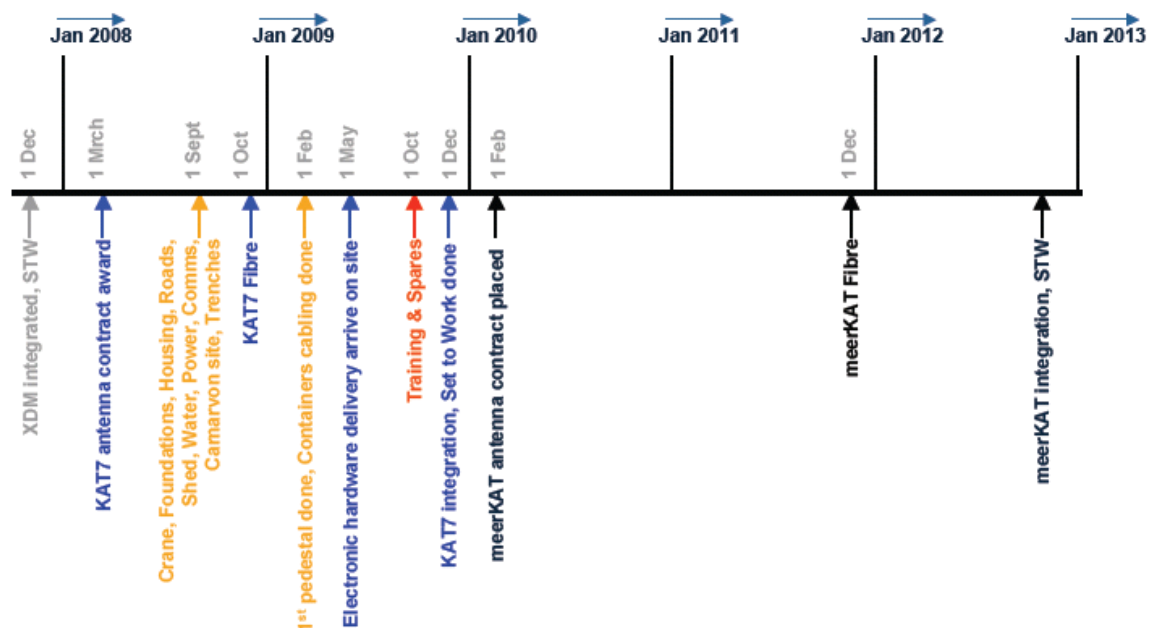 Jan 2008
Jan 2009
Jan 2010
Jan 2011
Jan 2012
Jan 2013
1 Dec
1 Mrch
1 Sept
1 Oct
1 Feb
1 May
1 Oct
1 Dec
1 Feb
1 Dec
XDM integrated, STW
KAT7 antenna contract award
Crane, Foundations, Housing, Roads,
Shed, Water, Power, Comms,
Carnarvon site, Trenches
KAT7 Fibre
1st pedestal done, Containers cabling done
Electronic hardware delivery arrive on site
Training & Spares
KAT7 integration, Set to Work done
meerKAT antenna contract placed
meerKAT Fibre
meerKAT integration, STW